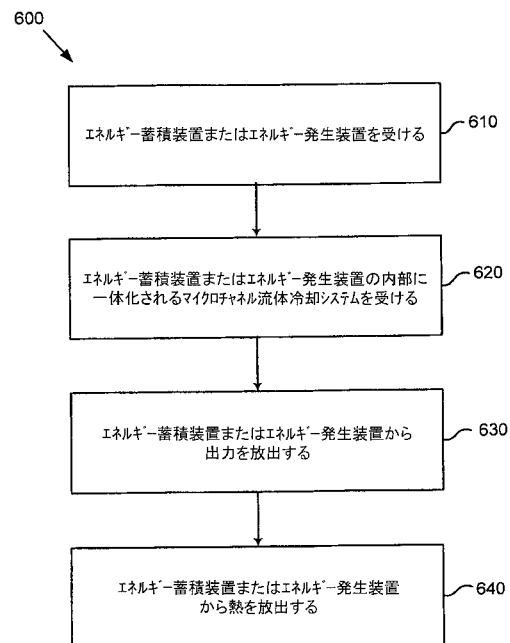 600
エネルギー蓄積装置またはエネルギー発生装置を受ける
610
エネルギー蓄積装置またはエネルギー発生装置の内部に
一体化されるマイクロチャネル流体冷却システムを受ける
620
エネルギー蓄積装置またはエネルギー発生装置から
出力を放出する
630
エネルギー蓄積装置またはエネルギー発生装置
から熱を放出する
640